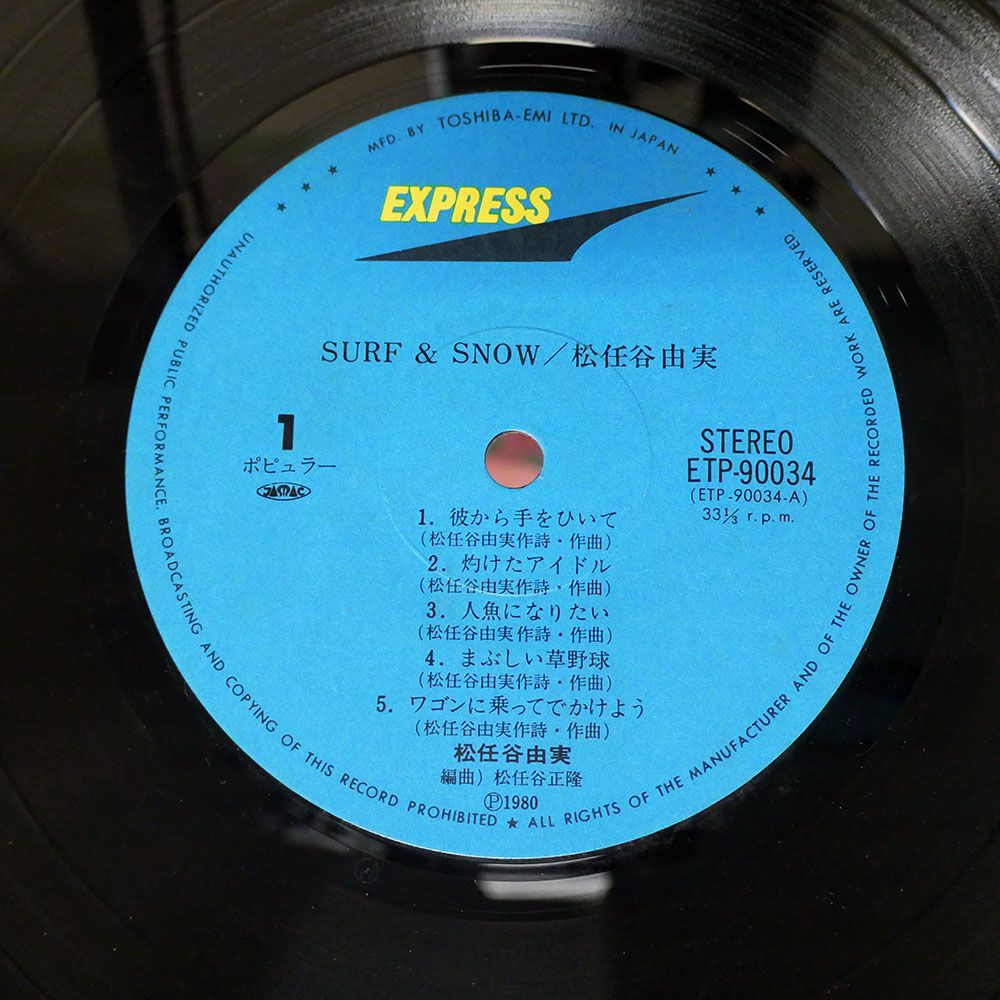 MFD. BY TOSHIBA-EMI LTD. IN JAPAN
EXPRESS
SURF & SNOW/松任谷由実
1
ポピュラー
JASRAC
STEREO
ETP-90034
(ETP-90034-A)
33⅓ r.p.m.
1. 彼から手をひいて
(松任谷由実作詩・作曲)
2. 灼けたアイドル
(松任谷由実作詩・作曲)
3. 人魚になりたい
(松任谷由実作詩・作曲)
4. まぶしい草野球
(松任谷由実作詩・作曲)
5. ワゴンに乗ってでかけよう
(松任谷由実作詩・作曲)
松任谷由実
編曲) 松任谷正隆
Ⓟ1980
UNAUTHORIZED PUBLIC PERFORMANCE, BROADCASTING AND COPYING OF THIS RECORD PROHIBITED ★ ALL RIGHTS OF THE MANUFACTURER AND OF THE OWNER OF THE RECORDED WORK ARE RESERVED